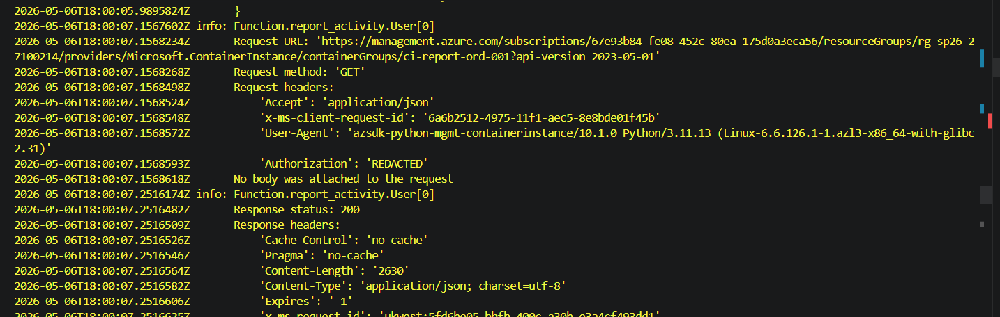 2026-05-06T18:00:05.9895824Z       }
2026-05-06T18:00:07.1567602Z info: Function.report_activity.User[0]
2026-05-06T18:00:07.1568234Z       Request URL: 'https://management.azure.com/subscriptions/67e93b84-fe08-452c-80ea-175d0a3eca56/resourceGroups/rg-sp26-2
7100214/providers/Microsoft.ContainerInstance/containerGroups/ci-report-ord-001?api-version=2023-05-01'
2026-05-06T18:00:07.1568268Z       Request method: 'GET'
2026-05-06T18:00:07.1568498Z       Request headers:
2026-05-06T18:00:07.1568524Z           'Accept': 'application/json'
2026-05-06T18:00:07.1568548Z           'x-ms-client-request-id': '6a6b2512-4975-11f1-aec5-8e8bde01f45b'
2026-05-06T18:00:07.1568572Z           'User-Agent': 'azsdk-python-mgmt-containerinstance/10.1.0 Python/3.11.13 (Linux-6.6.126.1-1.azl3-x86_64-with-glibc
2.31)'
2026-05-06T18:00:07.1568593Z           'Authorization': 'REDACTED'
2026-05-06T18:00:07.1568618Z       No body was attached to the request
2026-05-06T18:00:07.2516174Z info: Function.report_activity.User[0]
2026-05-06T18:00:07.2516482Z       Response status: 200
2026-05-06T18:00:07.2516509Z       Response headers:
2026-05-06T18:00:07.2516526Z           'Cache-Control': 'no-cache'
2026-05-06T18:00:07.2516546Z           'Pragma': 'no-cache'
2026-05-06T18:00:07.2516564Z           'Content-Length': '2630'
2026-05-06T18:00:07.2516582Z           'Content-Type': 'application/json; charset=utf-8'
2026-05-06T18:00:07.2516606Z           'Expires': '-1'
2026-05-06T18:00:07.2516625Z           'x-ms-request-id':